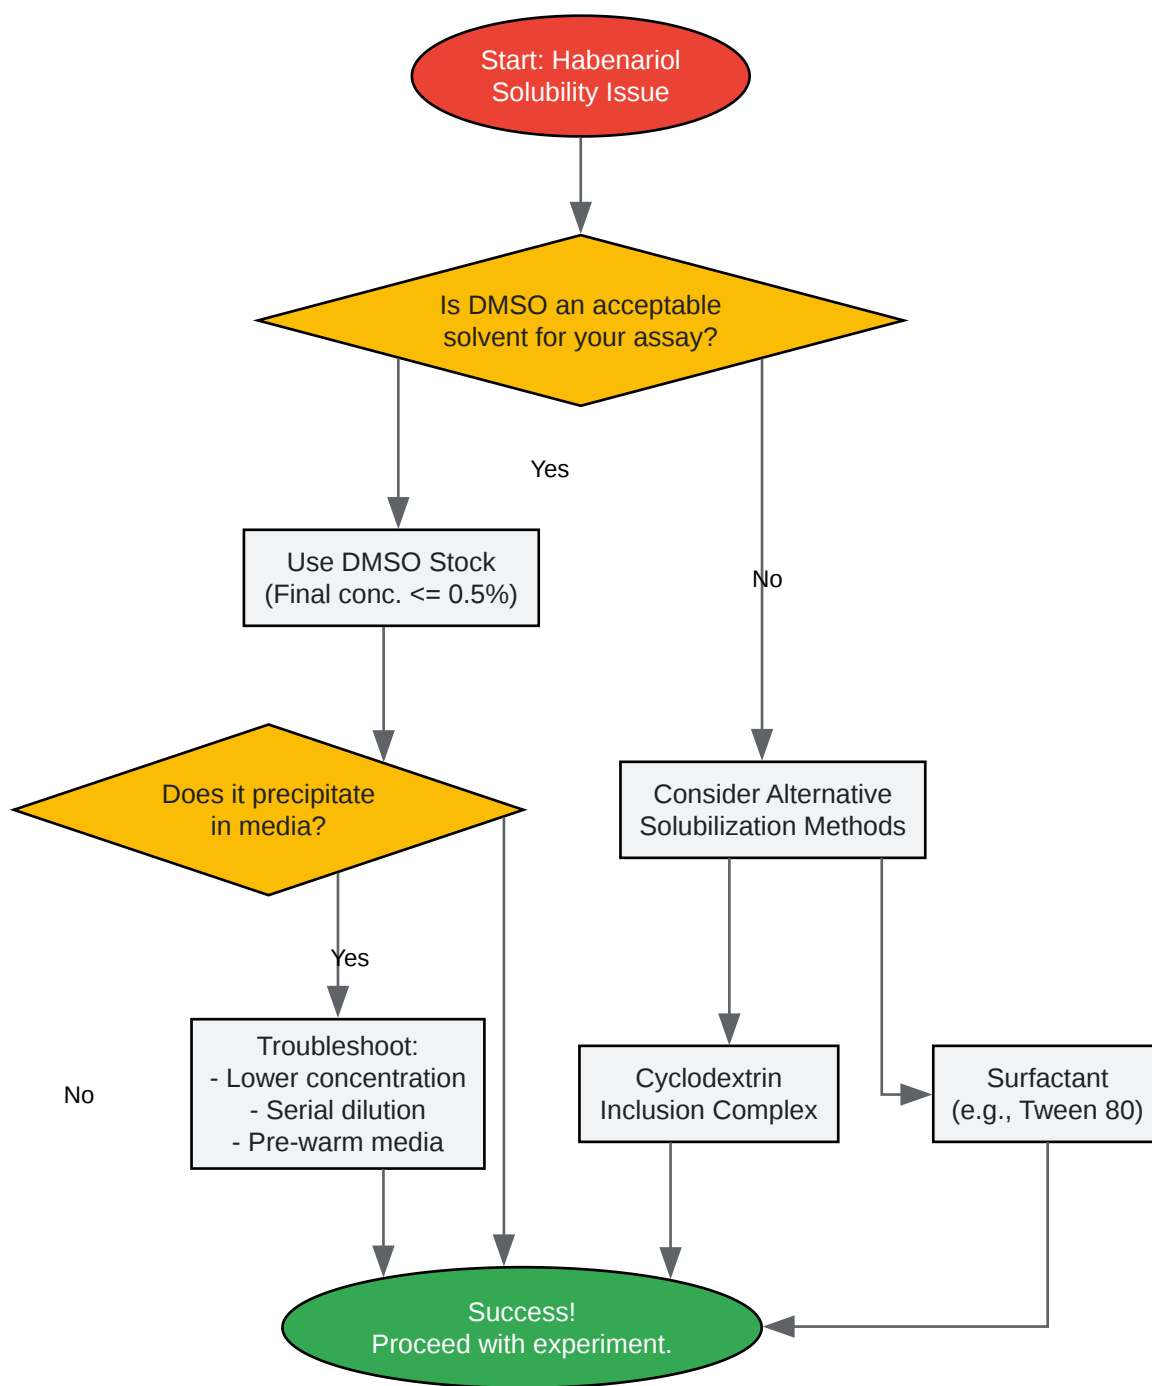 Start: Habenariol
Solubility Issue
Is DMSO an acceptable
solvent for your assay?
Yes
Use DMSO Stock
(Final conc. <= 0.5%)
No
Does it precipitate
in media?
Consider Alternative
Solubilization Methods
Yes
Troubleshoot:
- Lower concentration
- Serial dilution
- Pre-warm media
No
Cyclodextrin
Inclusion Complex
Surfactant
(e.g., Tween 80)
Success!
Proceed with experiment.